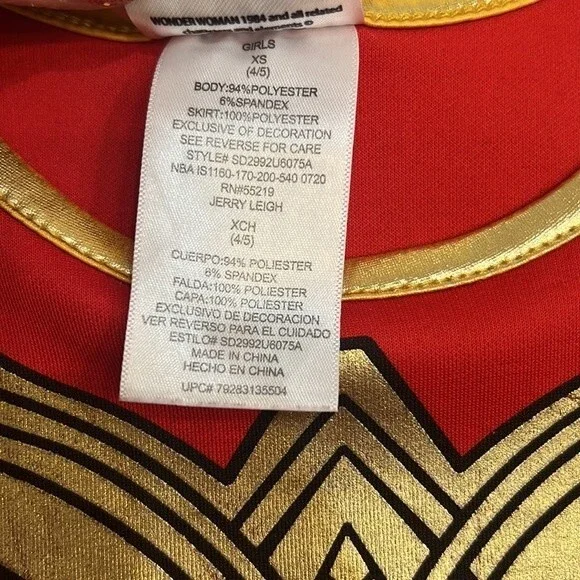 WONDER WOMAN 1984 and all related
characters and elements ©
GIRLS
XS
(4/5)
BODY:94%POLYESTER
6%SPANDEX
SKIRT:100%POLYESTER
EXCLUSIVE OF DECORATION
SEE REVERSE FOR CARE
STYLE# SD2992U6075A
NBA IS1160-170-200-540 0720
RN#55219
JERRY LEIGH
XCH
(4/5)
CUERPO:94% POLIESTER
6% SPANDEX
FALDA:100% POLIESTER
CAPA:100% POLIESTER
EXCLUSIVO DE DECORACION
VER REVERSO PARA EL CUIDADO
ESTILO# SD2992U6075A
MADE IN CHINA
HECHO EN CHINA
UPC# 79283135504